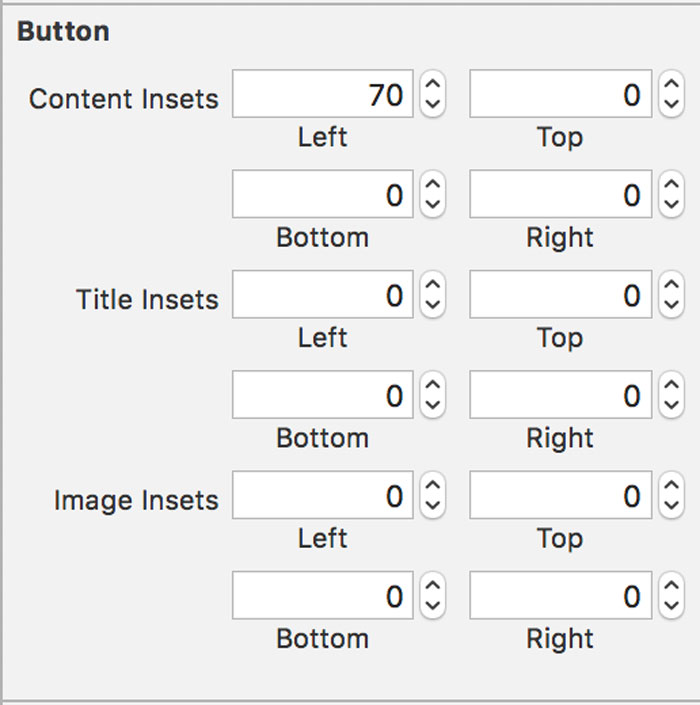 Button
Content Insets 70 0
Left Top
0 0
Bottom Right
Title Insets 0 0
Left Top
0 0
Bottom Right
Image Insets 0 0
Left Top
0 0
Bottom Right